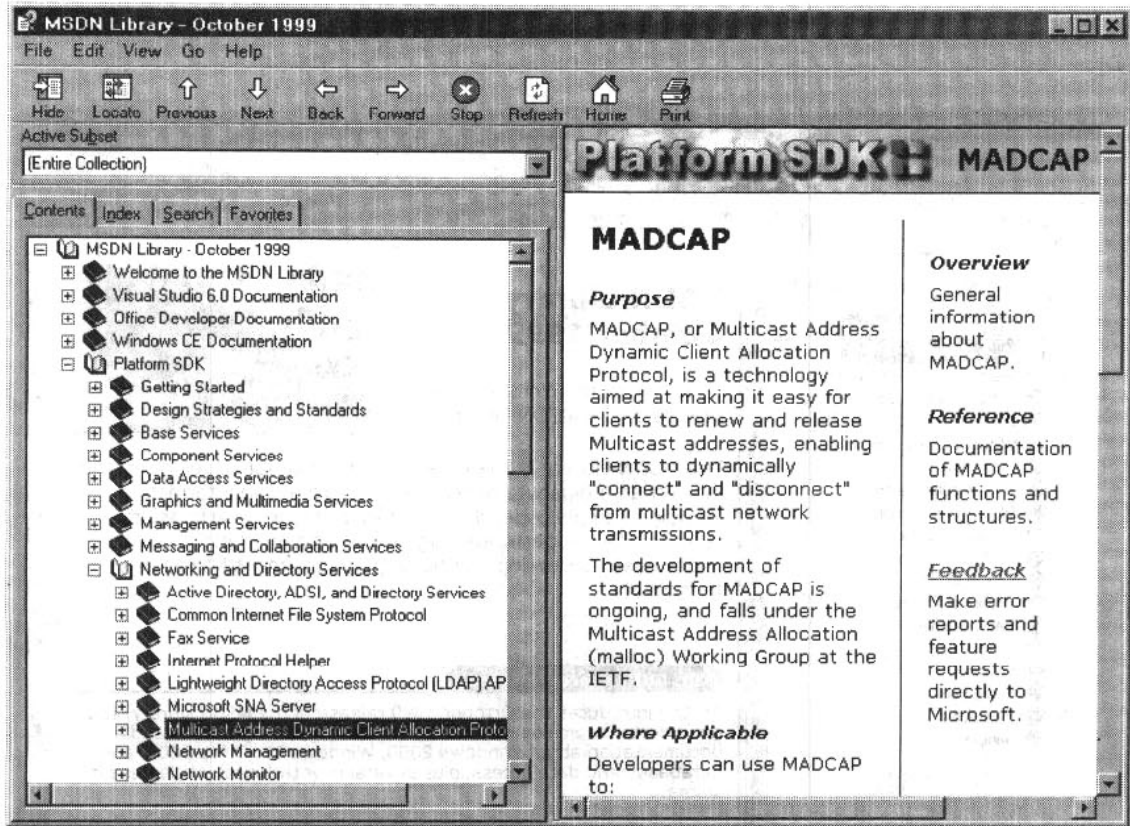 MSDN Library - October 1999
File Edit View Go Help
Hide Locate Previous Next Back Forward Stop Refresh Home Print
Active Subset
(Entire Collection)
Contents Index Search Favorites
MSDN Library - October 1999
Welcome to the MSDN Library
Visual Studio 6.0 Documentation
Office Developer Documentation
Windows CE Documentation
Platform SDK
Getting Started
Design Strategies and Standards
Base Services
Component Services
Data Access Services
Graphics and Multimedia Services
Management Services
Messaging and Collaboration Services
Networking and Directory Services
Active Directory, ADSI, and Directory Services
Common Internet File System Protocol
Fax Service
Internet Protocol Helper
Lightweight Directory Access Protocol (LDAP) AP
Microsoft SNA Server
Multicast Address Dynamic Client Allocation Proto
Network Management
Network Monitor
Platform SDK MADCAP
MADCAP
Purpose
MADCAP, or Multicast Address
Dynamic Client Allocation
Protocol, is a technology
aimed at making it easy for
clients to renew and release
Multicast addresses, enabling
clients to dynamically
"connect" and "disconnect"
from multicast network
transmissions.
The development of
standards for MADCAP is
ongoing, and falls under the
Multicast Address Allocation
(malloc) Working Group at the
IETF.
Where Applicable
Developers can use MADCAP
to:
Overview
General
information
about
MADCAP.
Reference
Documentation
of MADCAP
functions and
structures.
Feedback
Make error
reports and
feature
requests
directly to
Microsoft.